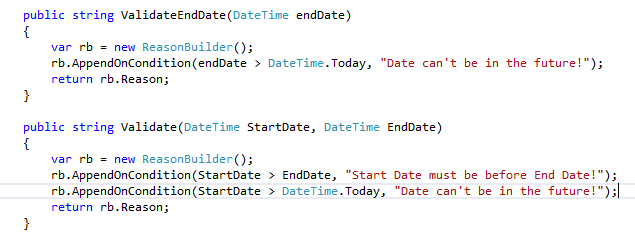 public string ValidateEndDate(DateTime endDate)
{
    var rb = new ReasonBuilder();
    rb.AppendOnCondition(endDate > DateTime.Today, "Date can't be in the future!");
    return rb.Reason;
}

public string Validate(DateTime StartDate, DateTime EndDate)
{
    var rb = new ReasonBuilder();
    rb.AppendOnCondition(StartDate > EndDate, "Start Date must be before End Date!");
    rb.AppendOnCondition(StartDate > DateTime.Today, "Date can't be in the future!");
    return rb.Reason;
}